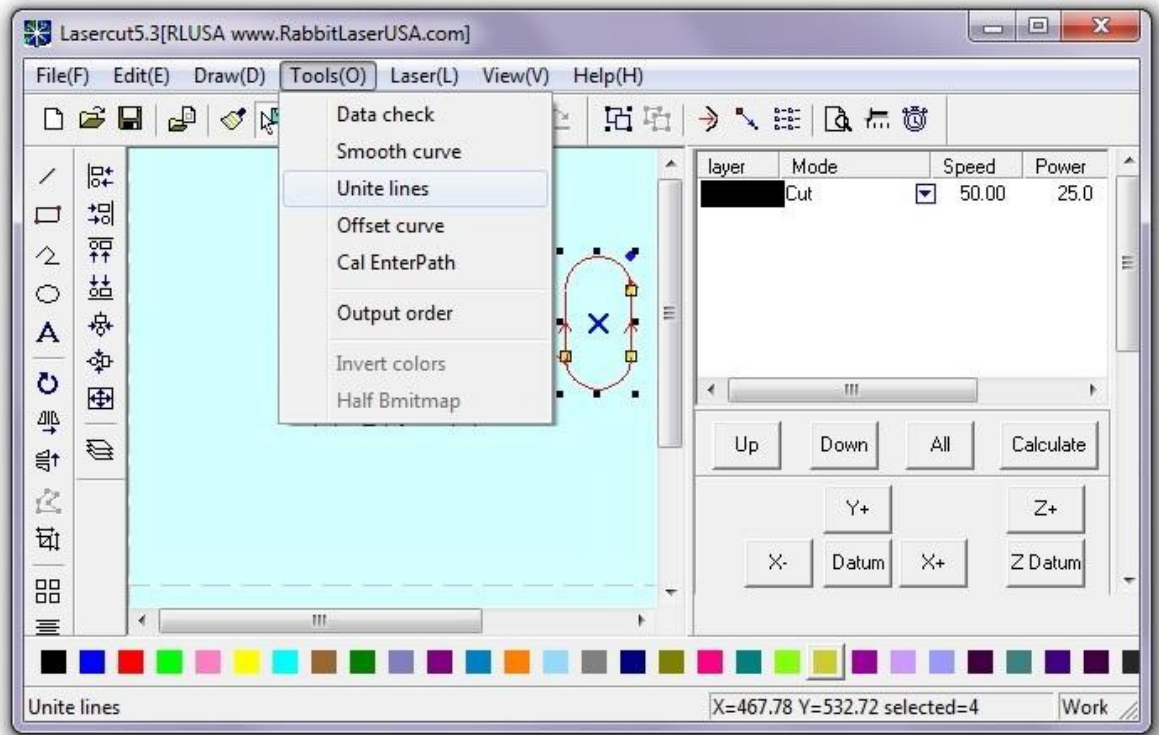 Lasercut5.3[RLUSA www.RabbitLaserUSA.com]
File(F) Edit(E) Draw(D) Tools(O) Laser(L) View(V) Help(H)
Data check
Smooth curve
Unite lines
Offset curve
Cal EnterPath
Output order
Invert colors
Half Bmitmap
layer Mode Speed Power
Cut 50.00 25.0
Up Down All Calculate
Y+ Z+
X- Datum X+ Z Datum
Unite lines X=467.78 Y=532.72 selected=4 Work